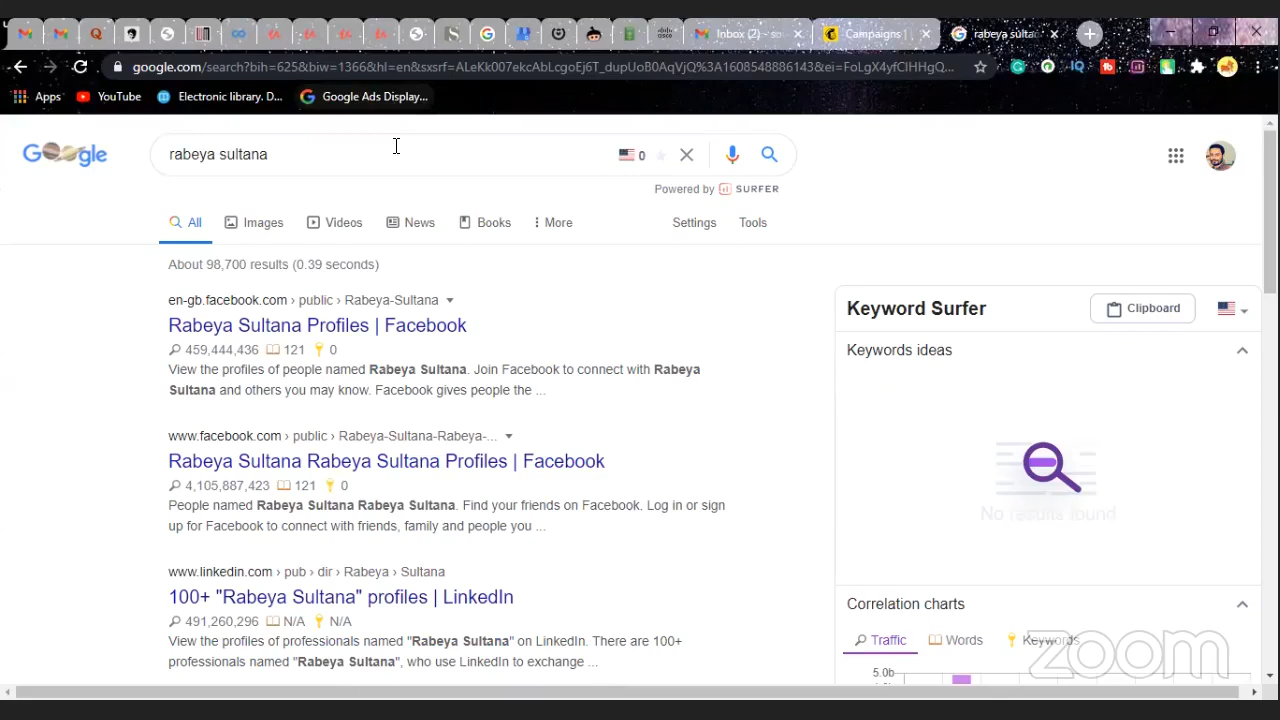 Inbox (2) - so
Campaigns
rabeya sulta
google.com/search?bih=625&biw=1366&hl=en&sxsrf=ALeKk007ekcAbLcgoEj6T_dupUoB0AqVjQ%3A1608548886143&ei=FoLgX4yfCIHHgQ...
Apps YouTube Electronic library. D... Google Ads Display...
Google
rabeya sultana
0
Powered by SURFER
All Images Videos News Books More Settings Tools
About 98,700 results (0.39 seconds)
en-gb.facebook.com › public › Rabeya-Sultana
Rabeya Sultana Profiles | Facebook
459,444,436 121 0
View the profiles of people named Rabeya Sultana. Join Facebook to connect with Rabeya
Sultana and others you may know. Facebook gives people the ...
www.facebook.com › public › Rabeya-Sultana-Rabeya-...
Rabeya Sultana Rabeya Sultana Profiles | Facebook
4,105,887,423 121 0
People named Rabeya Sultana Rabeya Sultana. Find your friends on Facebook. Log in or sign
up for Facebook to connect with friends, family and people you ...
www.linkedin.com › pub › dir › Rabeya › Sultana
100+ "Rabeya Sultana" profiles | LinkedIn
491,260,296 N/A N/A
View the profiles of professionals named "Rabeya Sultana" on LinkedIn. There are 100+
professionals named "Rabeya Sultana", who use LinkedIn to exchange ...
Keyword Surfer
Clipboard
Keywords ideas
No results found
Correlation charts
Traffic Words Keywords
5.0b
zoom